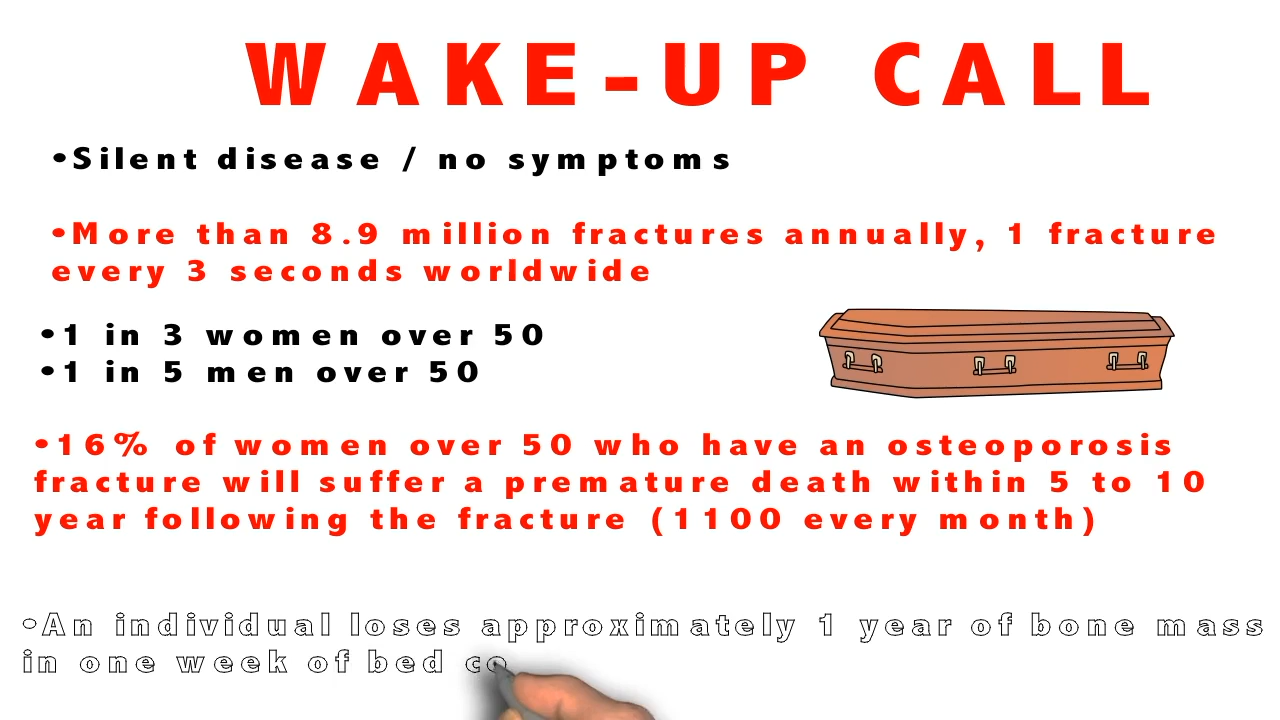 WAKE-UP CALL
•Silent disease / no symptoms
•More than 8.9 million fractures annually, 1 fracture
every 3 seconds worldwide
•1 in 3 women over 50
•1 in 5 men over 50
•16% of women over 50 who have an osteoporosis
fracture will suffer a premature death within 5 to 10
year following the fracture (1100 every month)
•An individual loses approximately 1 year of bone mass
in one week of bed co